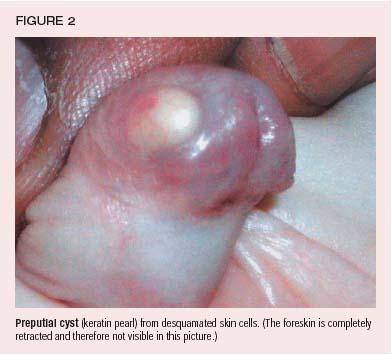 FIGURE 2
Preputial cyst (keratin pearl) from desquamated skin cells. (The foreskin is completely
retracted and therefore not visible in this picture.)